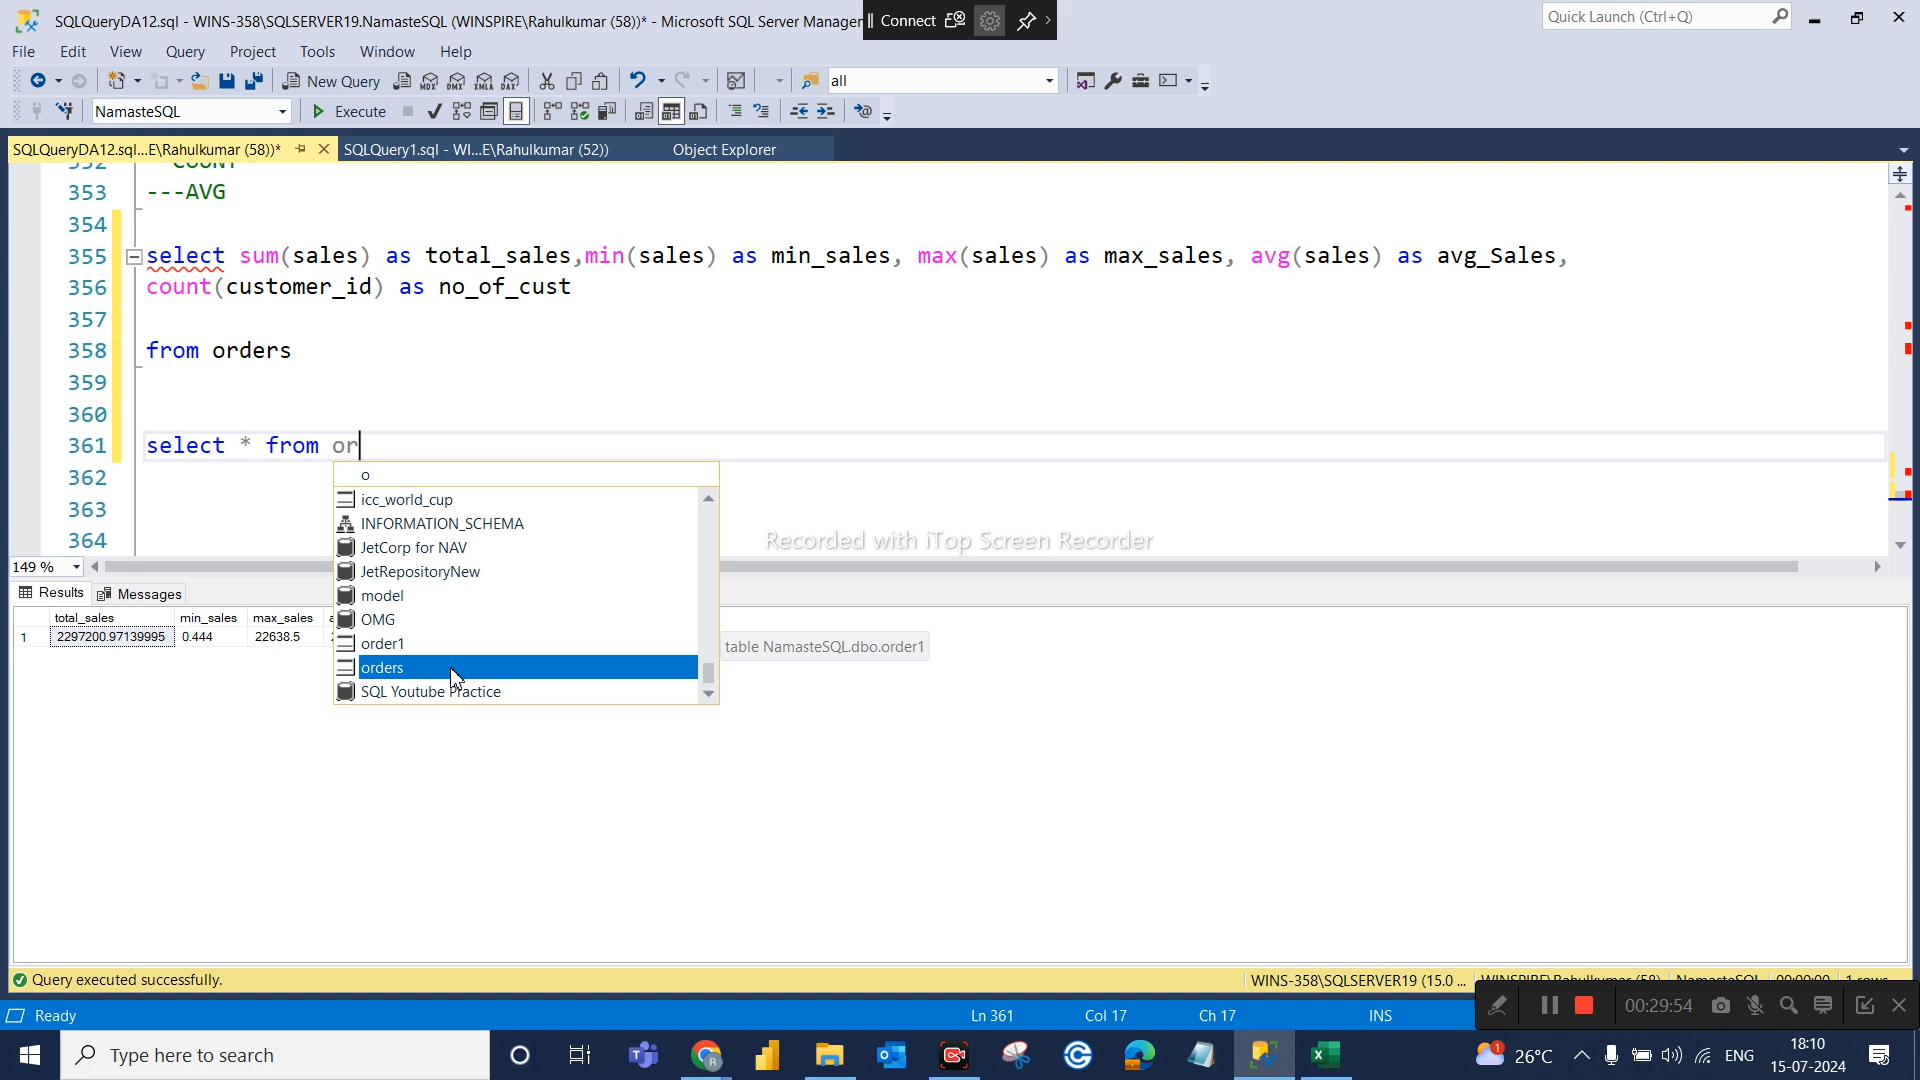 SQLQueryDA12.sql - WINS-358\SQLSERVER19.NamasteSQL (WINSPIRE\Rahulkumar (58))* - Microsoft SQL Server Manager
Connect
Quick Launch (Ctrl+Q)
File Edit View Query Project Tools Window Help
New Query
MDX DMX XMLA DAX
all
NamasteSQL
Execute
SQLQueryDA12.sql...E\Rahulkumar (58))*
SQLQuery1.sql - WI...E\Rahulkumar (52))
Object Explorer
353 ---AVG
354
355 select sum(sales) as total_sales,min(sales) as min_sales, max(sales) as max_sales, avg(sales) as avg_Sales,
356 count(customer_id) as no_of_cust
357
358 from orders
359
360
361 select * from or
362
363
364
o
icc_world_cup
INFORMATION_SCHEMA
JetCorp for NAV
JetRepositoryNew
model
OMG
order1
orders
SQL Youtube Practice
table NamasteSQL.dbo.order1
Recorded with iTop Screen Recorder
149 %
Results Messages
total_sales min_sales max_sales
1 2297200.97139995 0.444 22638.5
Query executed successfully.
WINS-358\SQLSERVER19 (15.0 ...
Ready
Ln 361 Col 17 Ch 17 INS
00:29:54
Type here to search
1
26°C
ENG
18:10
15-07-2024